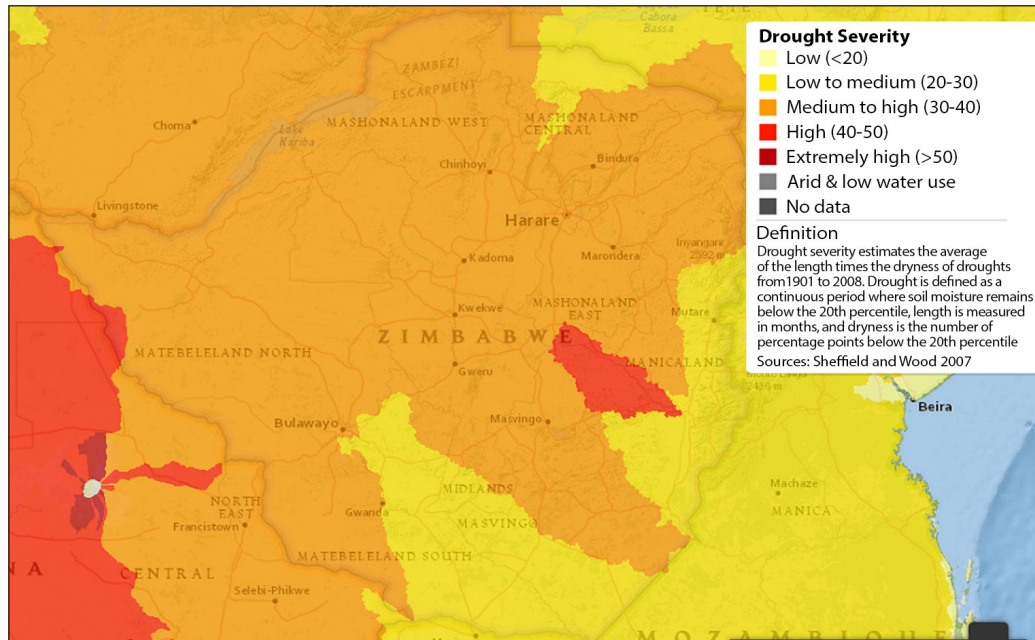 TETE
Cabora
Bassa
Drought Severity
Low (<20)
Low to medium (20-30)
Medium to high (30-40)
High (40-50)
Extremely high (>50)
Arid & low water use
No data
Definition
Drought severity estimates the average
of the length times the dryness of droughts
from1901 to 2008. Drought is defined as a
continuous period where soil moisture remains
below the 20th percentile, length is measured
in months, and dryness is the number of
percentage points below the 20th percentile
Sources: Sheffield and Wood 2007
ZAMBEZI
ESCARPMENT
Choma
Lake
Kariba
MASHONALAND WEST
MASHONALAND
CENTRAL
Chinhoyi
Bindura
Livingstone
Harare
Inyangani
2592 m
Marondera
Kadoma
MASHONALAND
EAST
Kwekwe
Mutare
ZIMBABWE
MATEBELELAND NORTH
MANICALAND
Gweru
2436 m
Beira
Bulawayo
Masvingo
MIDLANDS
Machaze
MANICA
NORTH
EAST
Francistown
Gwanda
MASVINGO
MATEBELELAND SOUTH
N A
CENTRAL
Selebi-Phikwe
MOZAMBIQUE